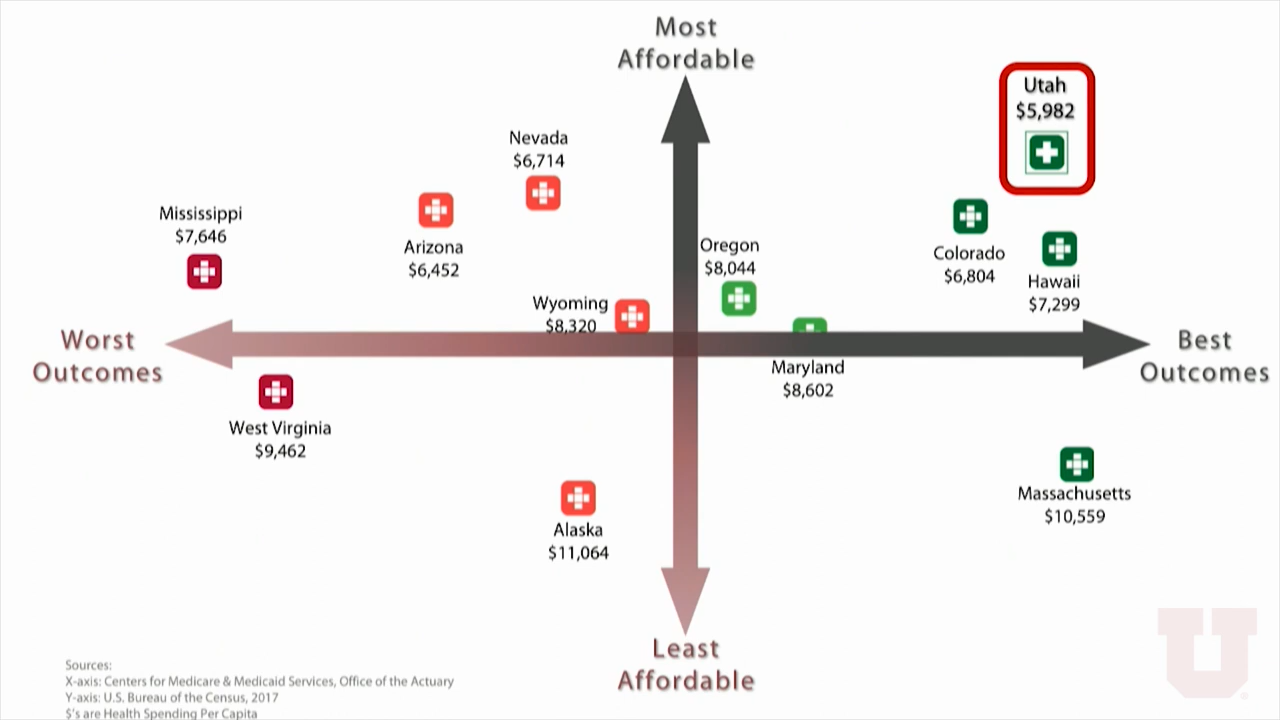 Most
Affordable
Utah
$5,982
Nevada
$6,714
Mississippi
$7,646
Arizona
$6,452
Oregon
$8,044
Colorado
$6,804
Hawaii
$7,299
Wyoming
$8,320
Worst
Outcomes
Best
Outcomes
Maryland
$8,602
West Virginia
$9,462
Massachusetts
$10,559
Alaska
$11,064
Least
Affordable
Sources:
X-axis: Centers for Medicare & Medicaid Services, Office of the Actuary
Y-axis: U.S. Bureau of the Census, 2017
$'s are Health Spending Per Capita
U